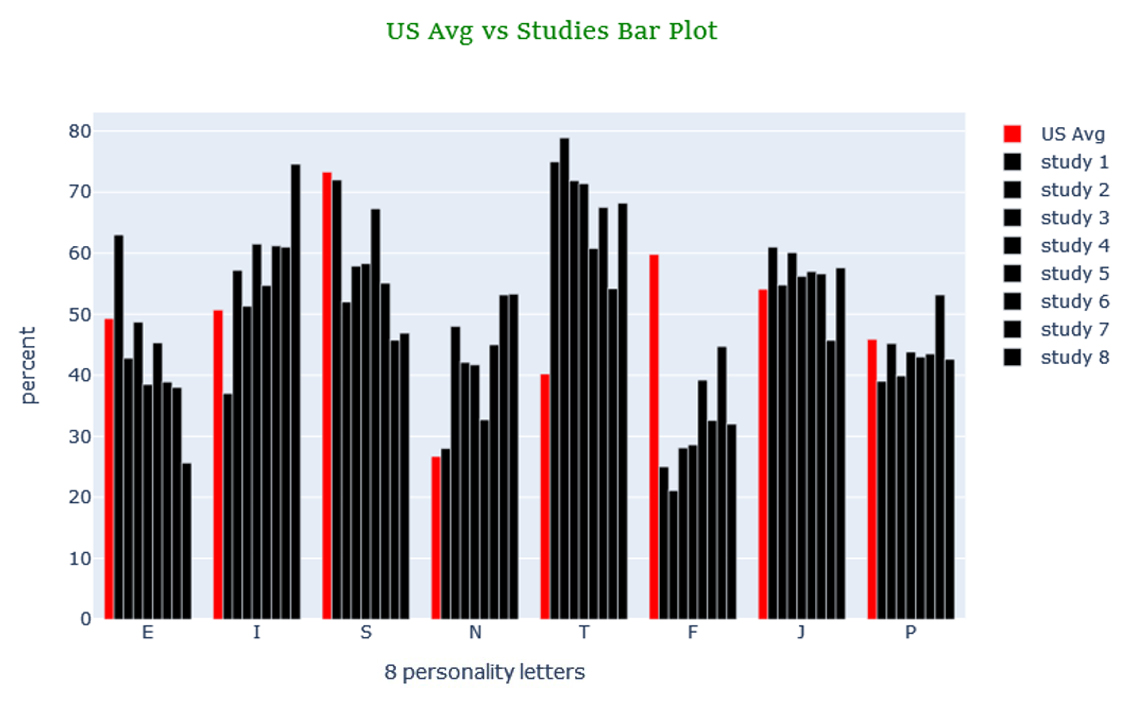 US Avg vs Studies Bar Plot
80
70
60
50
40
30
20
10
0
percent
E I S N T F J P
8 personality letters
US Avg
study 1
study 2
study 3
study 4
study 5
study 6
study 7
study 8